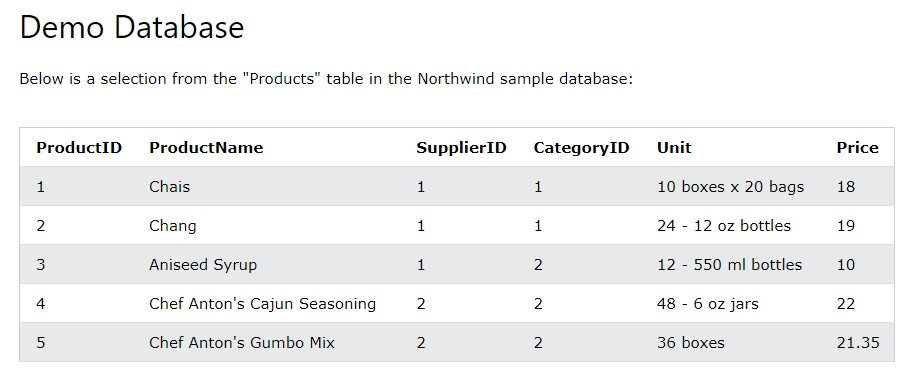 Demo Database
Below is a selection from the "Products" table in the Northwind sample database:
ProductID ProductName SupplierID CategoryID Unit Price
1 Chais 1 1 10 boxes x 20 bags 18
2 Chang 1 1 24 - 12 oz bottles 19
3 Aniseed Syrup 1 2 12 - 550 ml bottles 10
4 Chef Anton's Cajun Seasoning 2 2 48 - 6 oz jars 22
5 Chef Anton's Gumbo Mix 2 2 36 boxes 21.35